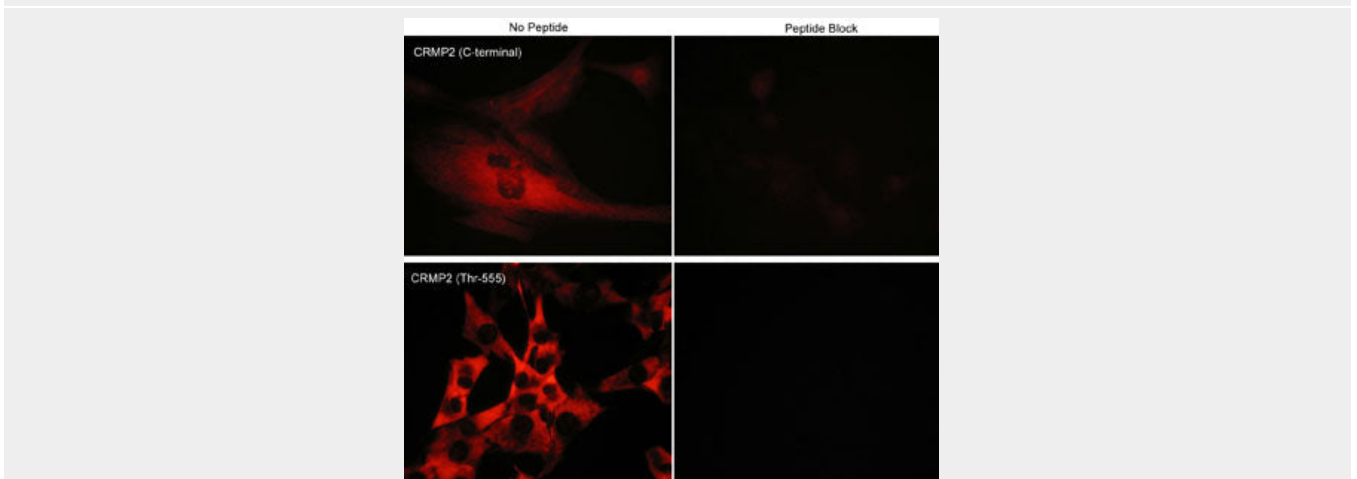 No Peptide
Peptide Block
CRMP2 (C-terminal)
CRMP2 (Thr-555)